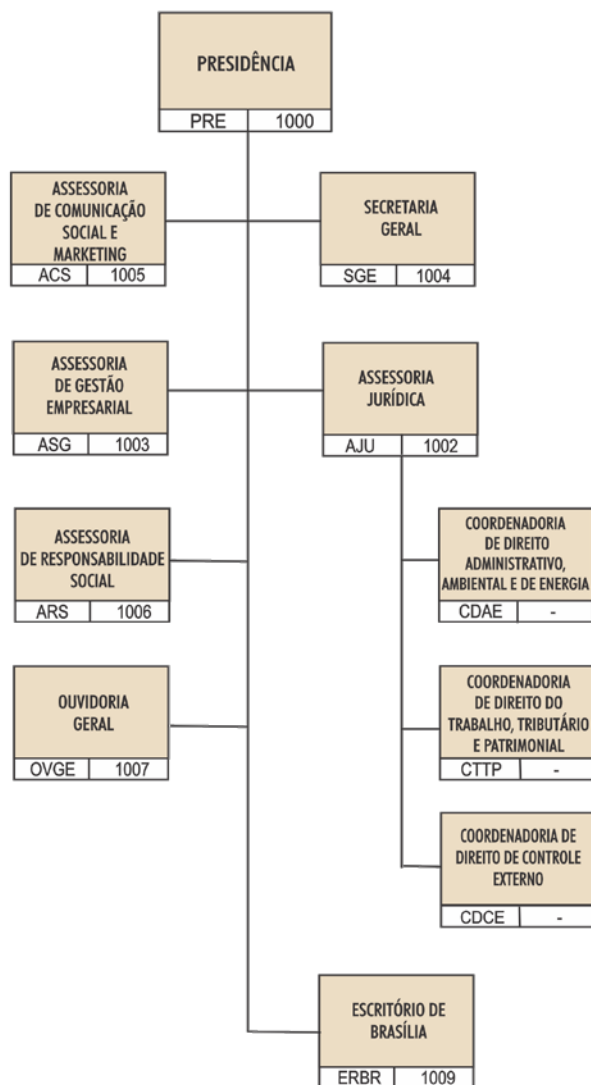 PRESIDÊNCIA
PRE 1000
ASSESSORIA
DE COMUNICAÇÃO
SOCIAL E
MARKETING
ACS 1005
SECRETARIA
GERAL
SGE 1004
ASSESSORIA
DE GESTÃO
EMPRESARIAL
ASG 1003
ASSESSORIA
JURÍDICA
AJU 1002
ASSESSORIA
DE RESPONSABILIDADE
SOCIAL
ARS 1006
COORDENADORIA
DE DIREITO
ADMINISTRATIVO,
AMBIENTAL E DE ENERGIA
CDAE -
OUVIDORIA
GERAL
OVGE 1007
COORDENADORIA
DE DIREITO DO
TRABALHO, TRIBUTÁRIO
E PATRIMONIAL
CTTP -
COORDENADORIA DE
DIREITO DE CONTROLE
EXTERNO
CDCE -
ESCRITÓRIO DE
BRASÍLIA
ERBR 1009